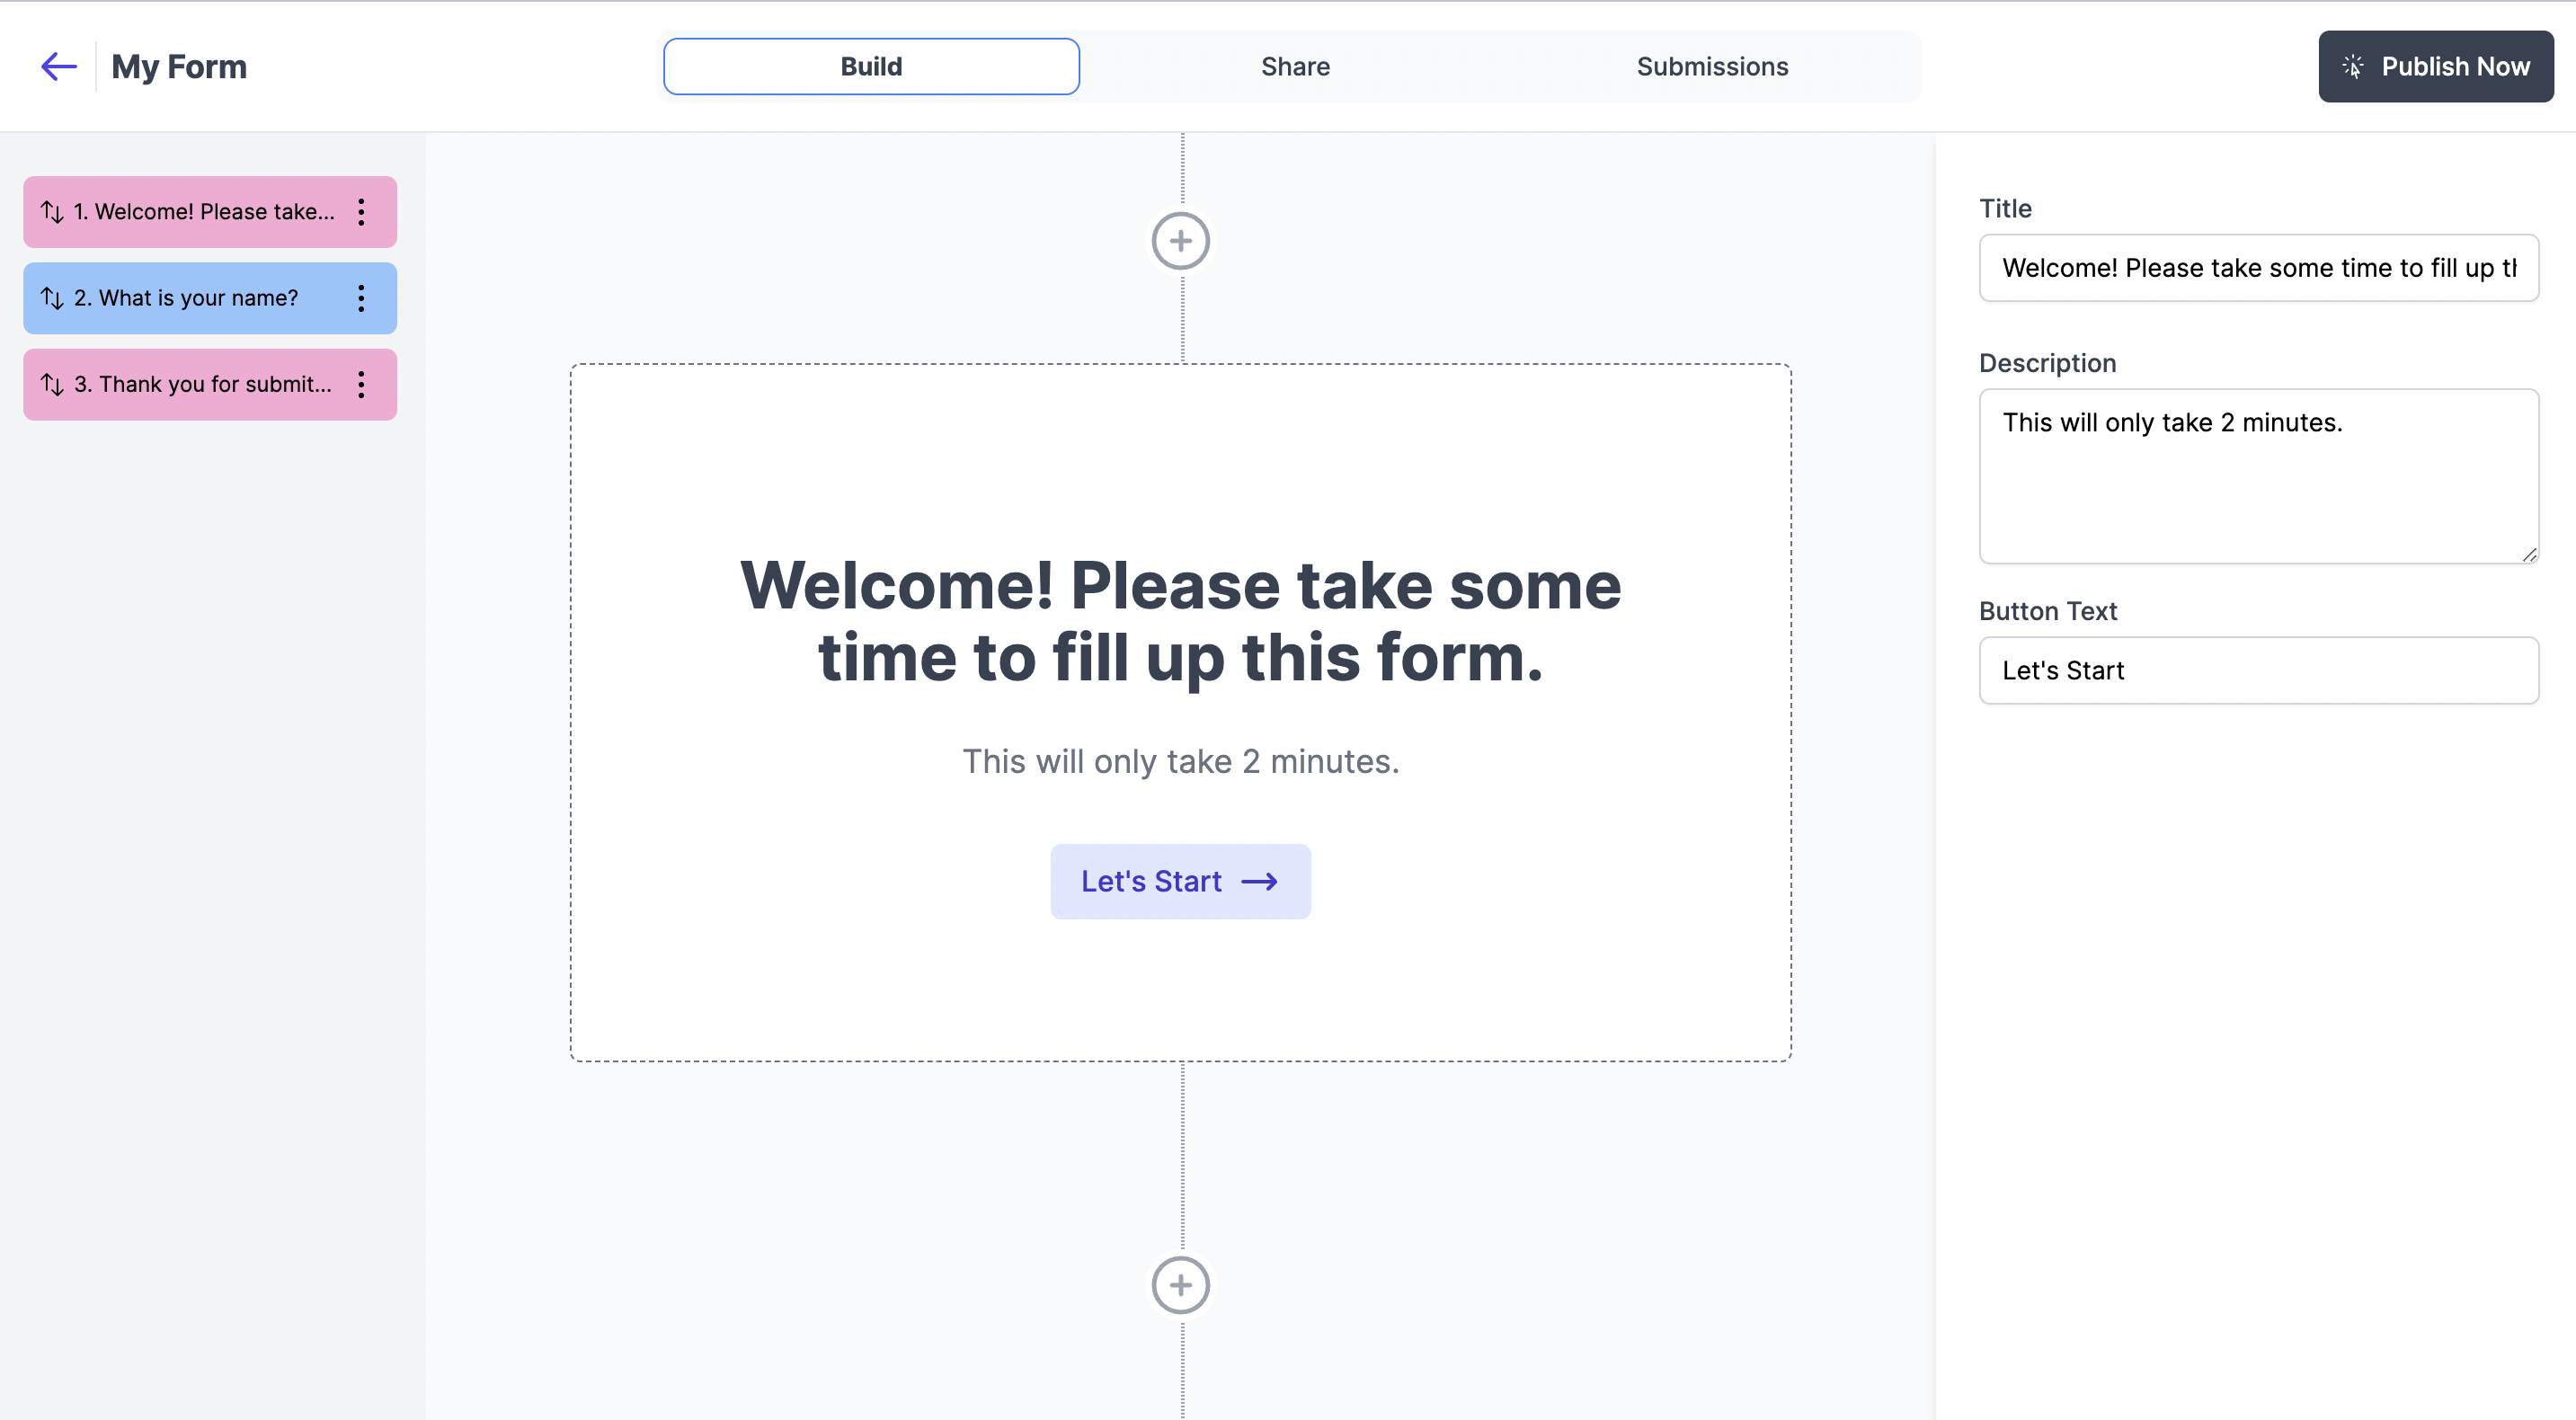 My Form
Build
Share
Submissions
Publish Now
1. Welcome! Please take...
2. What is your name?
3. Thank you for submit...
Welcome! Please take some
time to fill up this form.
This will only take 2 minutes.
Let's Start
Title
Welcome! Please take some time to fill up th
Description
This will only take 2 minutes.
Button Text
Let's Start